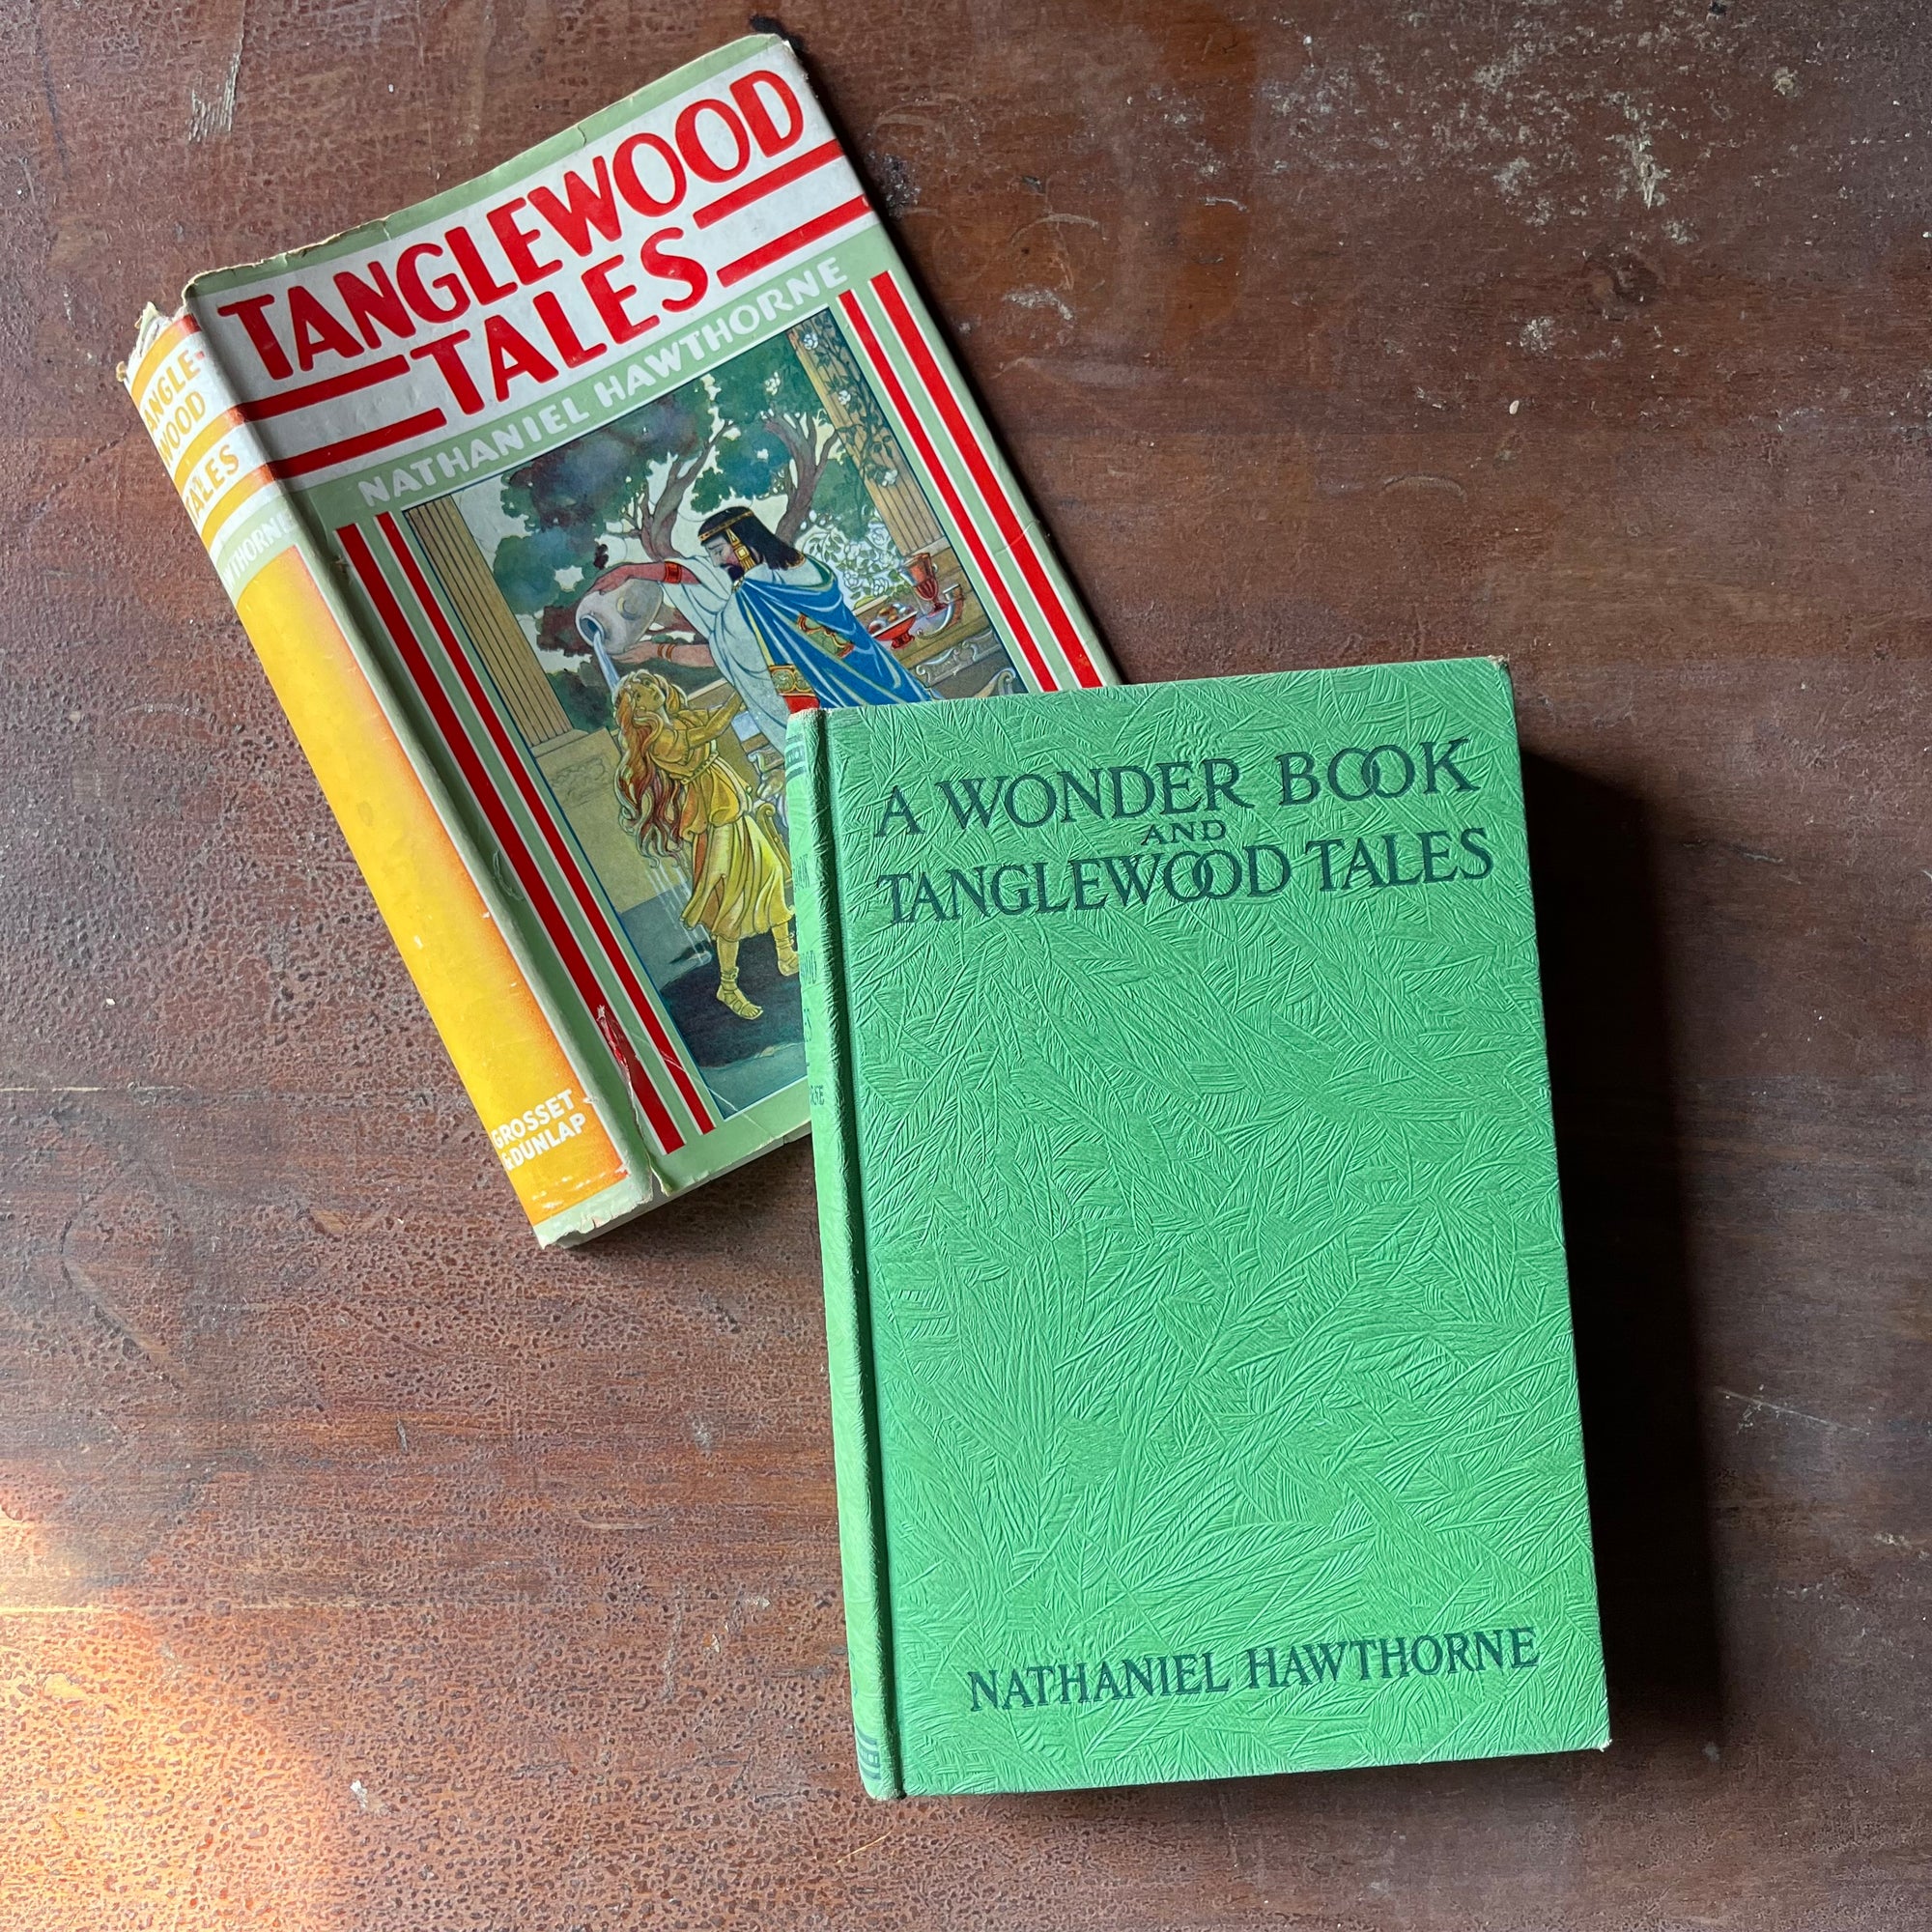 TANGLEWOOD
TALES
NATHANIEL HAWTHORNE
TANGLE-
WOOD
TALES
HAWTHORNE
GROSSET
& DUNLAP
A WONDER BOOK
AND
TANGLEWOOD TALES
NATHANIEL HAWTHORNE